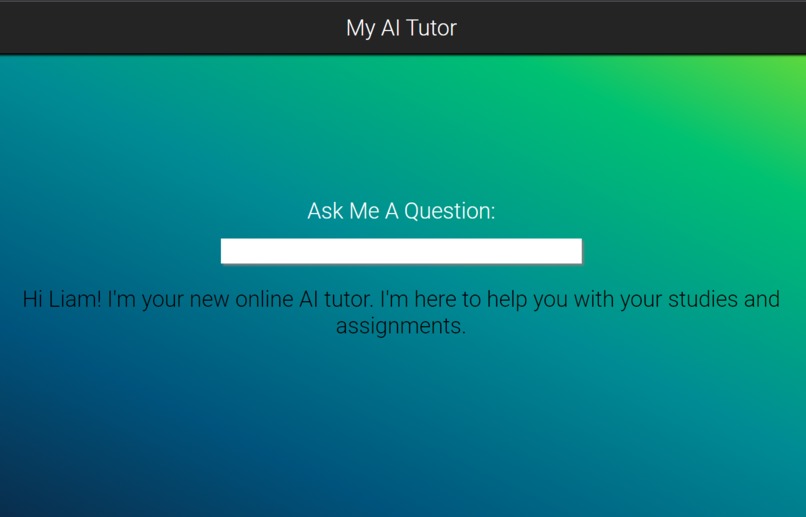 My AI Tutor
Ask Me A Question:
Hi Liam! I'm your new online AI tutor. I'm here to help you with your studies and
assignments.